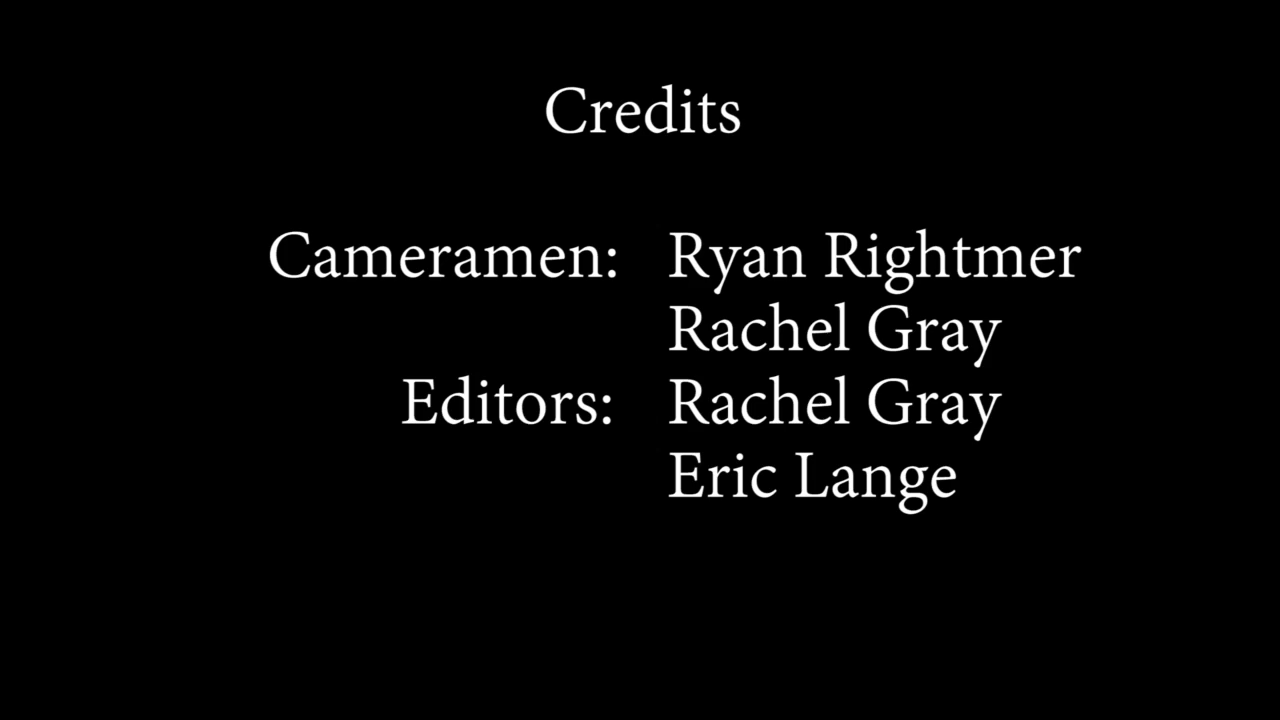 Credits
Cameramen: Ryan Rightmer
Rachel Gray
Editors: Rachel Gray
Eric Lange